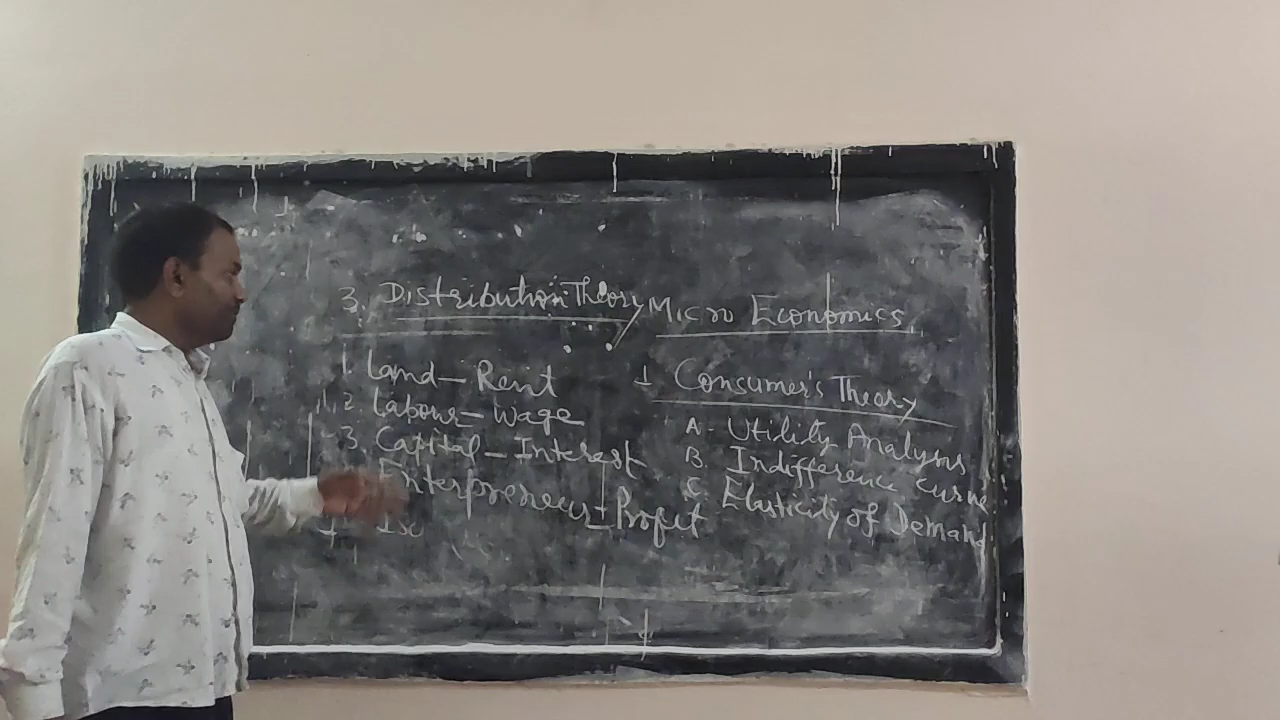 3. Distribution Theory
1. Land – Rent
2. Labour – Wage
3. Capital – Interest
Enterpreneur – Profit
Micro Economics
1 Consumer's Theory
A. Utility Analysis
B. Indifference curve
C. Elasticity of Demand